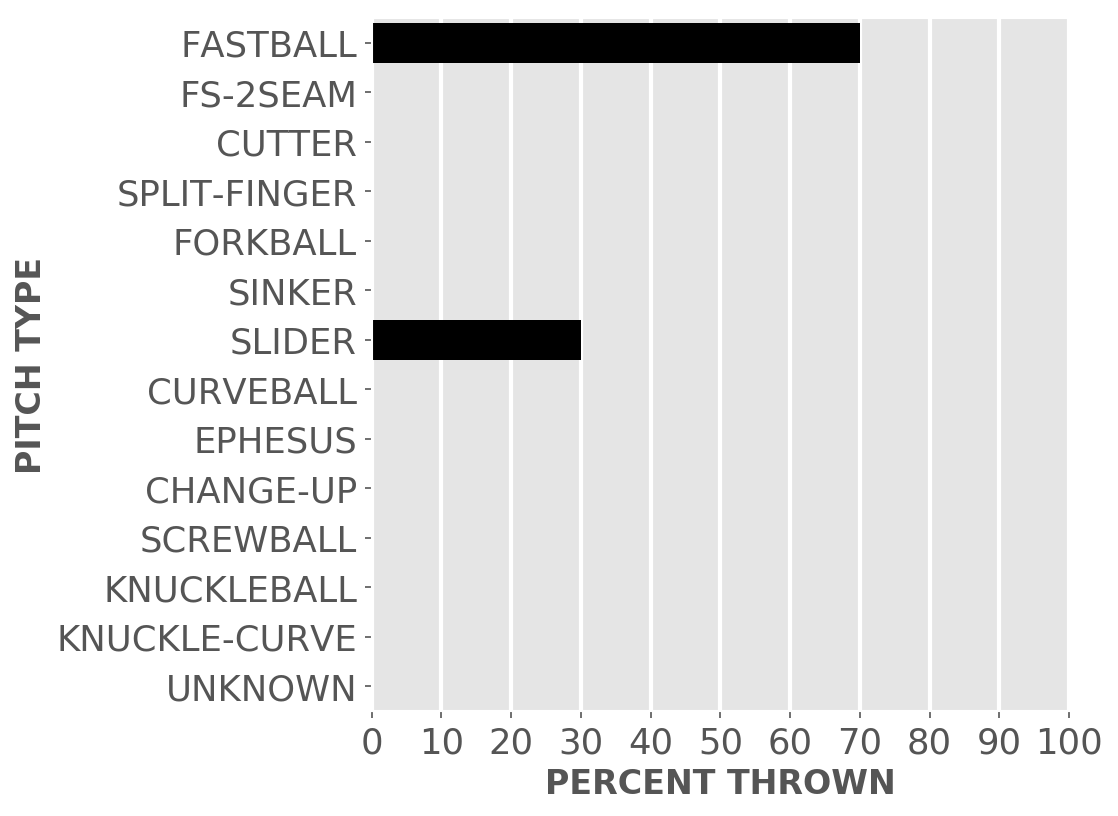 PITCH TYPE
FASTBALL
FS-2SEAM
CUTTER
SPLIT-FINGER
FORKBALL
SINKER
SLIDER
CURVEBALL
EPHESUS
CHANGE-UP
SCREWBALL
KNUCKLEBALL
KNUCKLE-CURVE
UNKNOWN
0 10 20 30 40 50 60 70 80 90 100
PERCENT THROWN